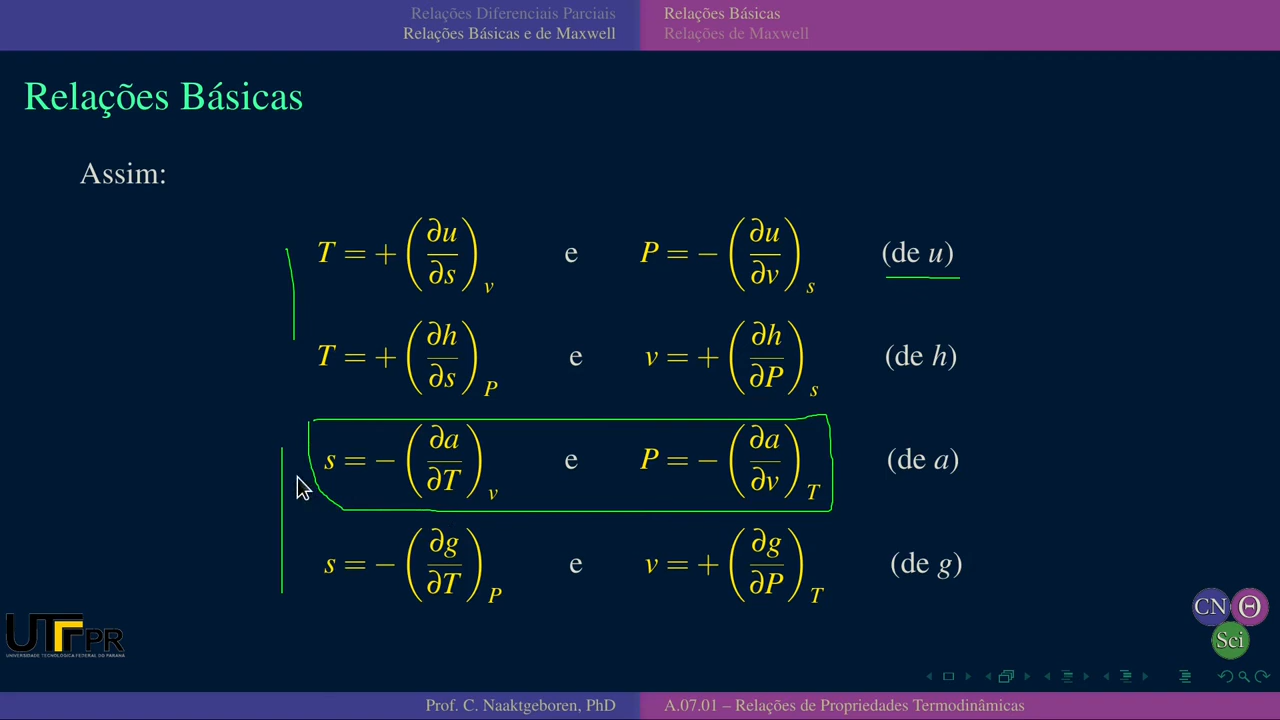 Relações Diferenciais Parciais
Relações Básicas e de Maxwell
Relações Básicas
Relações de Maxwell
Relações Básicas
Assim:
T = + (∂u/∂s)_v e P = − (∂u/∂v)_s (de u)
T = + (∂h/∂s)_P e v = + (∂h/∂P)_s (de h)
s = − (∂a/∂T)_v e P = − (∂a/∂v)_T (de a)
s = − (∂g/∂T)_P e v = + (∂g/∂P)_T (de g)
UTFPR
UNIVERSIDADE TECNOLÓGICA FEDERAL DO PARANÁ
CN Θ
Sci
Prof. C. Naaktgeboren, PhD
A.07.01 – Relações de Propriedades Termodinâmicas